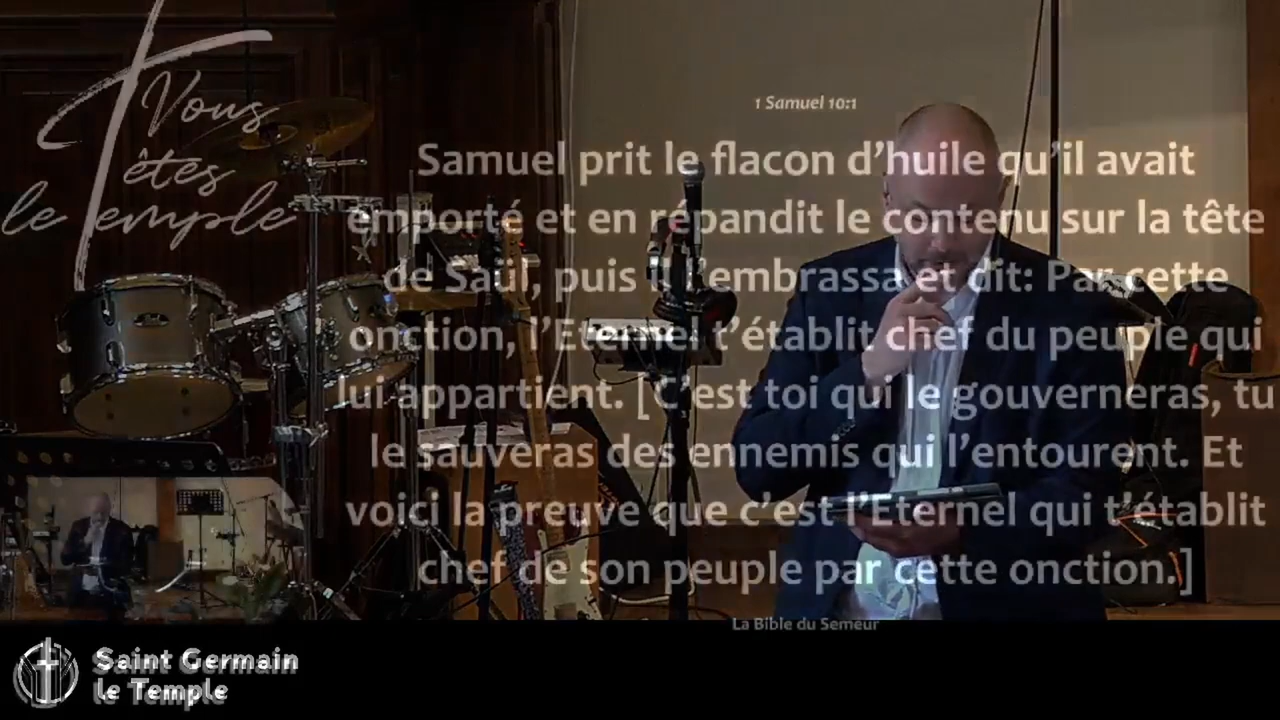 Vous
êtes
le Temple
1 Samuel 10:1
Samuel prit le flacon d’huile qu’il avait
emporté et en répandit le contenu sur la tête
de Saül, puis il l’embrassa et dit: Par cette
onction, l’Eternel t’établit chef du peuple qui
lui appartient. [C’est toi qui le gouverneras, tu
le sauveras des ennemis qui l’entourent. Et
voici la preuve que c’est l’Eternel qui t’établit
chef de son peuple par cette onction.]
La Bible du Semeur
Saint Germain
le Temple